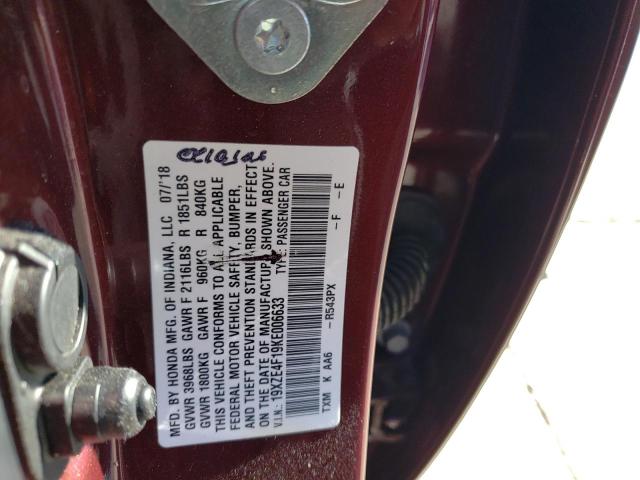 MFD. BY HONDA MFG. OF INDIANA, LLC 07/'18
GVWR 3968LBS GAWR F 2116LBS R 1851LBS
GVWR 1800KG GAWR F 960KG R 840KG
THIS VEHICLE CONFORMS TO ALL APPLICABLE
FEDERAL MOTOR VEHICLE SAFETY, BUMPER,
AND THEFT PREVENTION STANDARDS IN EFFECT
ON THE DATE OF MANUFACTURE SHOWN ABOVE.
V.I.N.: 19XZE4F19KE006633 TYPE: PASSENGER CAR
TXM K AA6 -R543PX -F -E